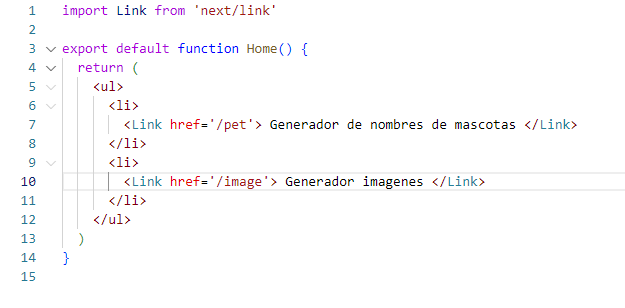 1 import Link from 'next/link'
2
3 export default function Home() {
4   return (
5     <ul>
6       <li>
7         <Link href='/pet'> Generador de nombres de mascotas </Link>
8       </li>
9       <li>
10         <Link href='/image'> Generador imagenes </Link>
11       </li>
12     </ul>
13   )
14 }
15